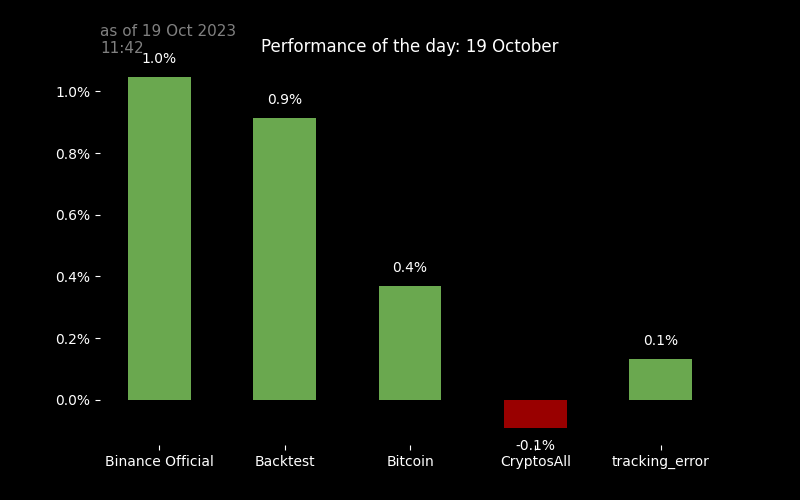 as of 19 Oct 2023
11:42
Performance of the day: 19 October
1.0%
0.9%
0.4%
-0.1%
0.1%
1.0%
0.8%
0.6%
0.4%
0.2%
0.0%
Binance Official
Backtest
Bitcoin
CryptosAll
tracking_error